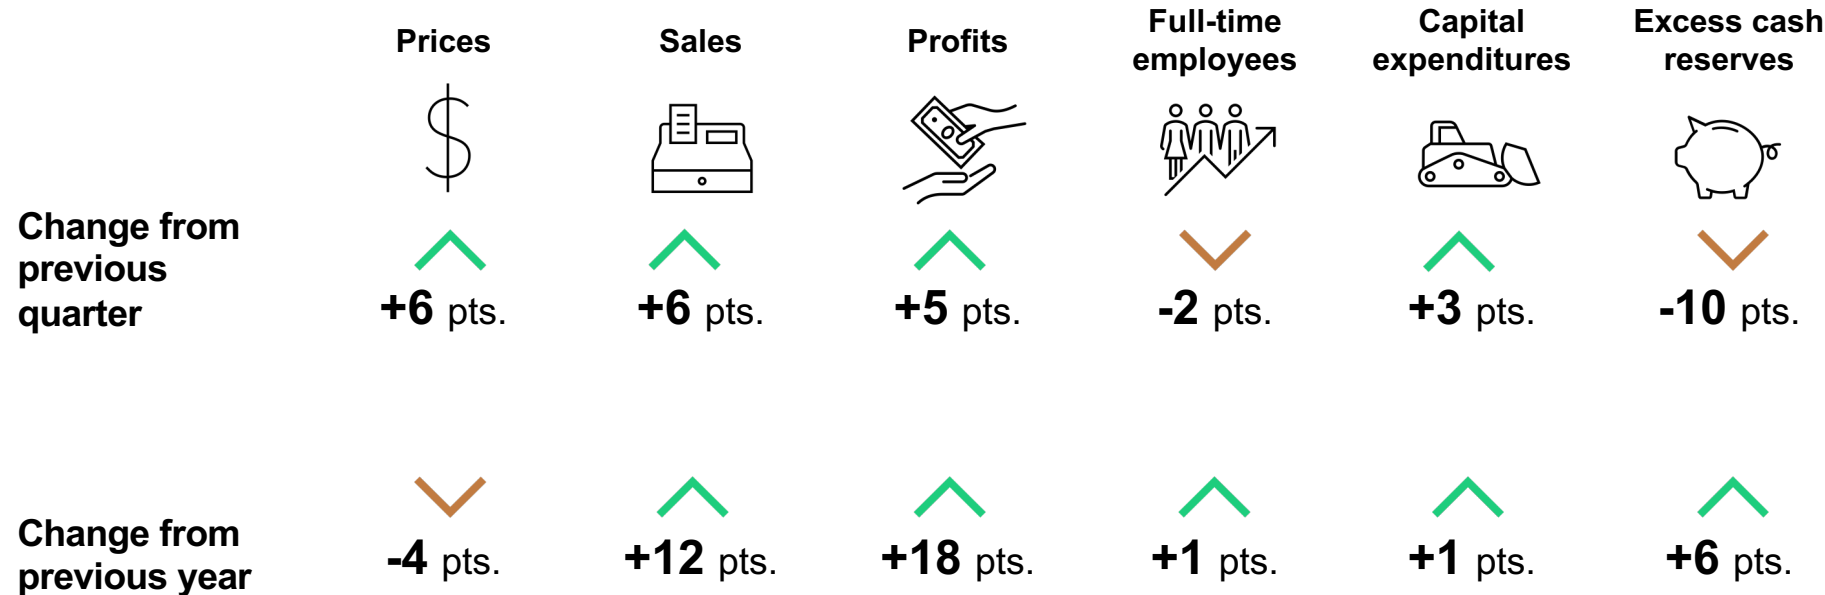 Prices
Sales
Profits
Full-time
employees
Capital
expenditures
Excess cash
reserves
Change from
previous
quarter
+6 pts.
+6 pts.
+5 pts.
-2 pts.
+3 pts.
-10 pts.
Change from
previous year
-4 pts.
+12 pts.
+18 pts.
+1 pts.
+1 pts.
+6 pts.